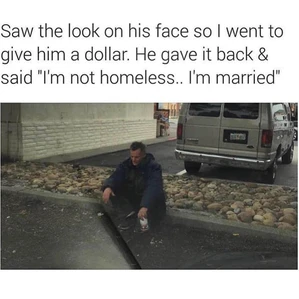 Saw the look on his face so I went to
give him a dollar. He gave it back &
said "I'm not homeless.. I'm married"